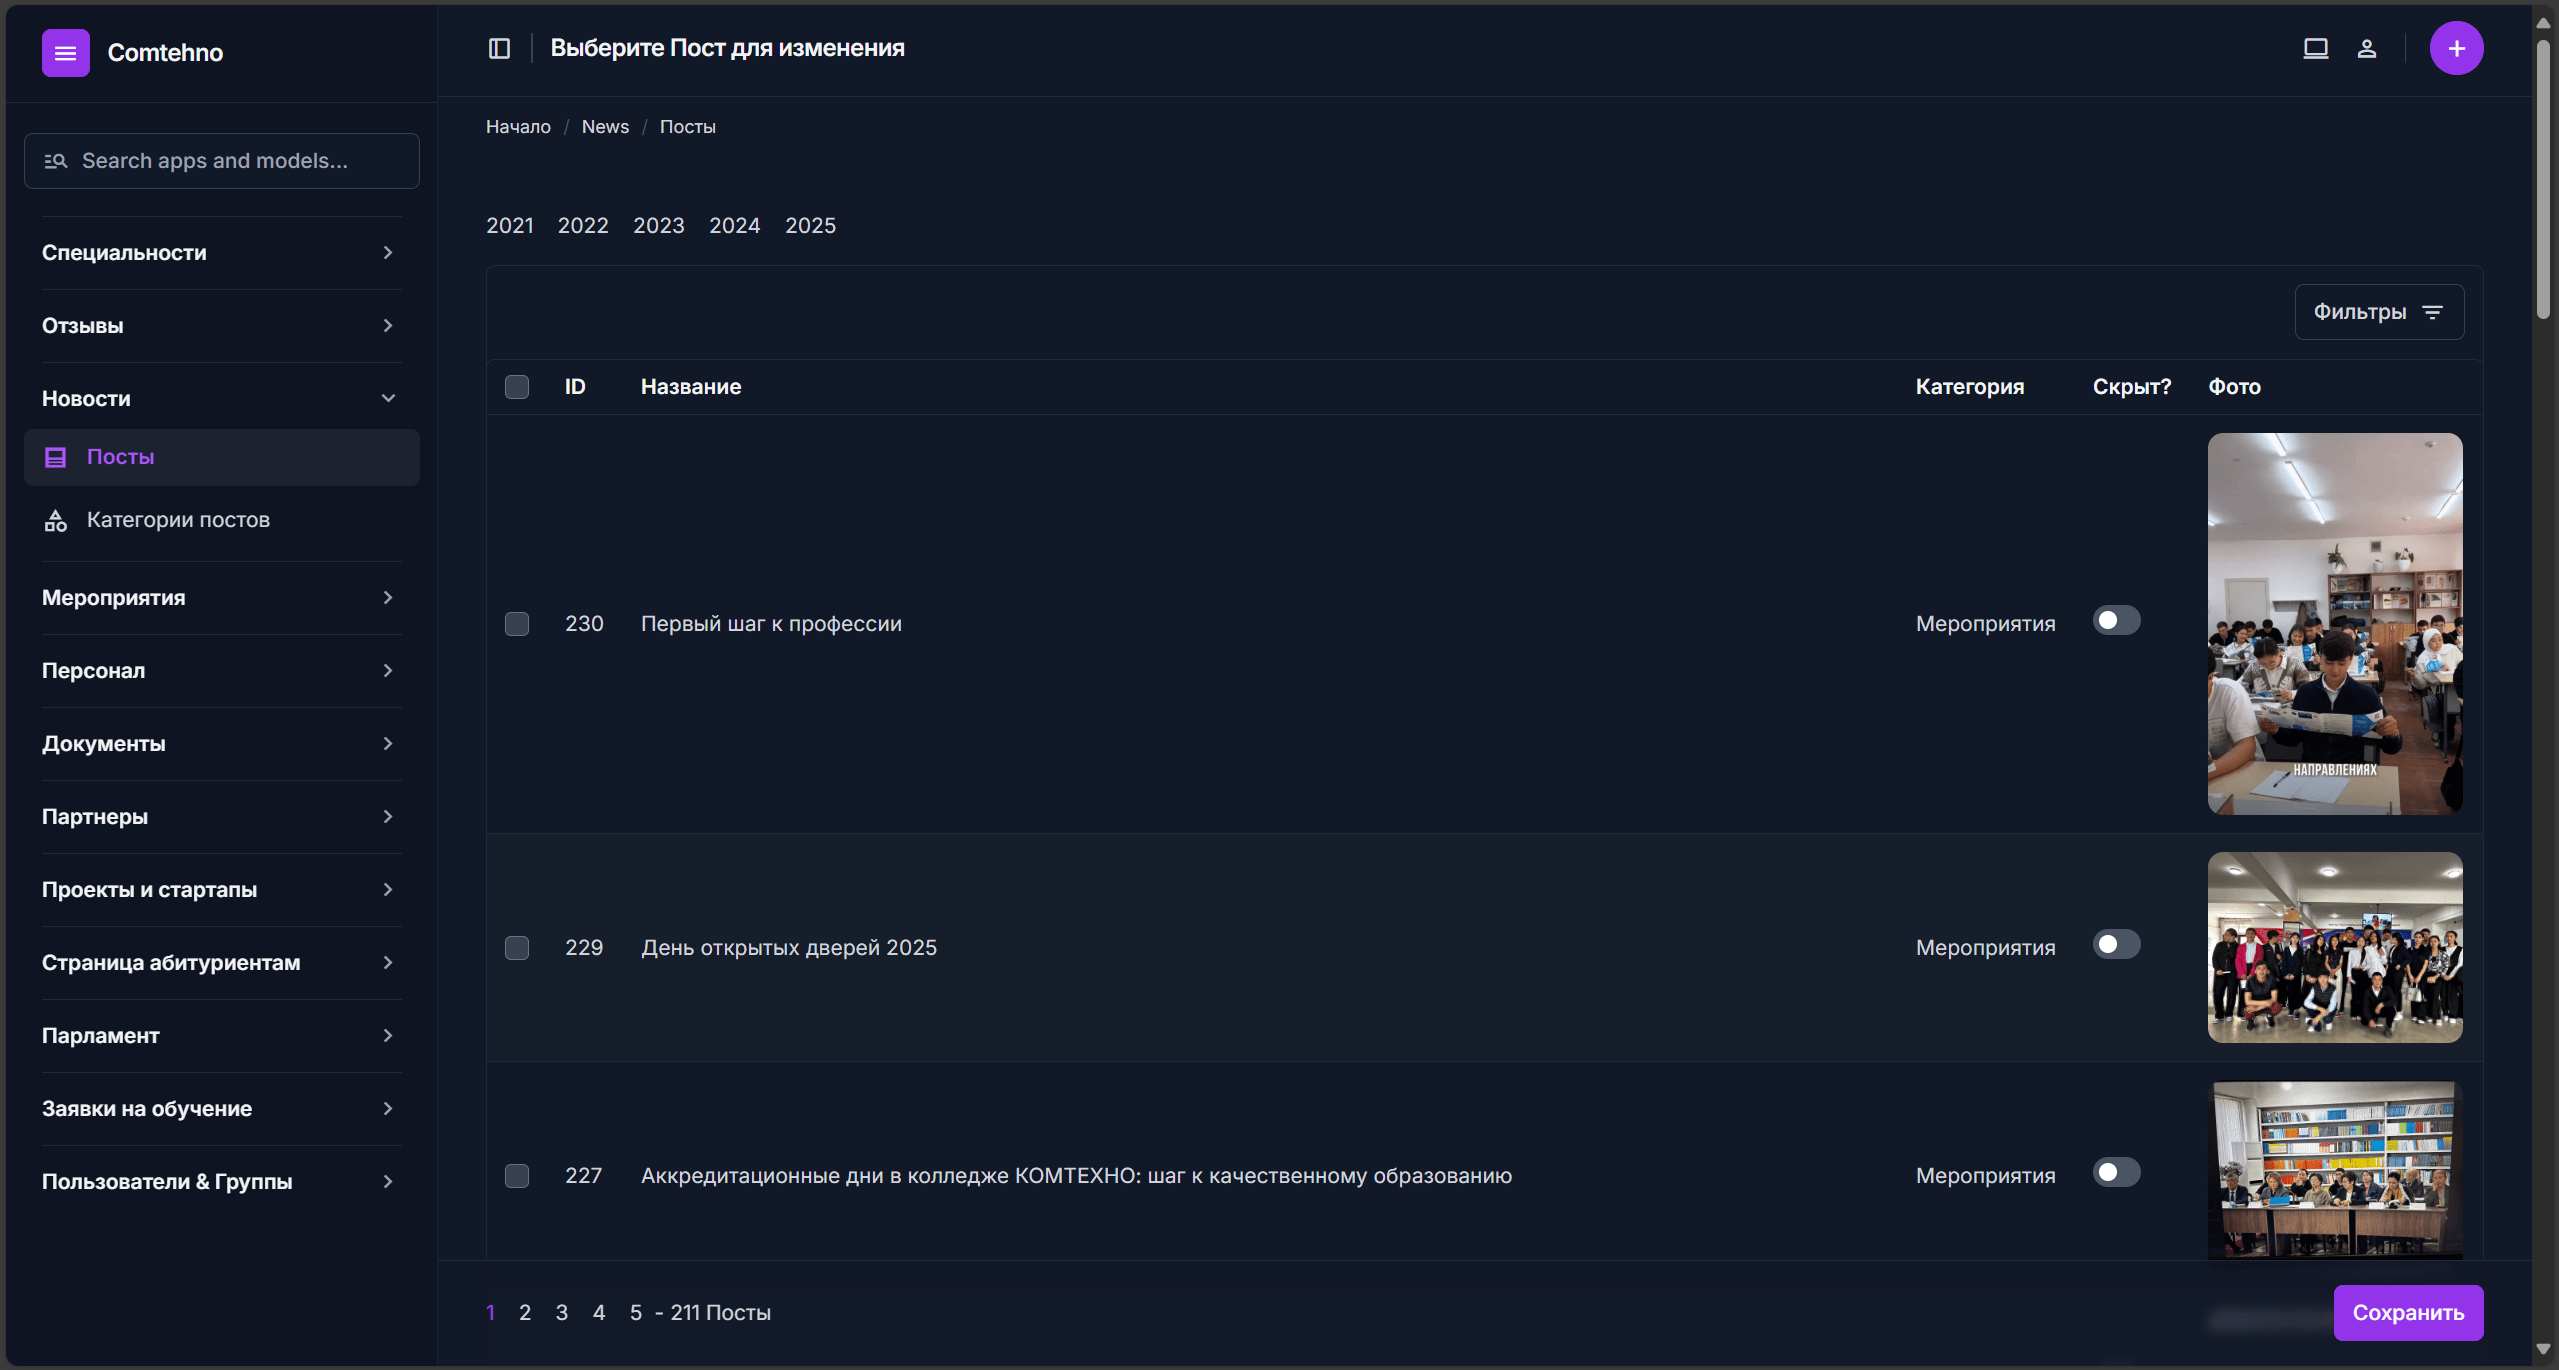 Comtehno
Search apps and models...
Специальности
Отзывы
Новости
Посты
Категории постов
Мероприятия
Персонал
Документы
Партнеры
Проекты и стартапы
Страница абитуриентам
Парламент
Заявки на обучение
Пользователи & Группы
Выберите Пост для изменения
Начало / News / Посты
2021 2022 2023 2024 2025
Фильтры
ID Название Категория Скрыт? Фото
230 Первый шаг к профессии Мероприятия
НАПРАВЛЕНИЯХ
229 День открытых дверей 2025 Мероприятия
227 Аккредитационные дни в колледже КОМТЕХНО: шаг к качественному образованию Мероприятия
1 2 3 4 5 - 211 Посты
Сохранить